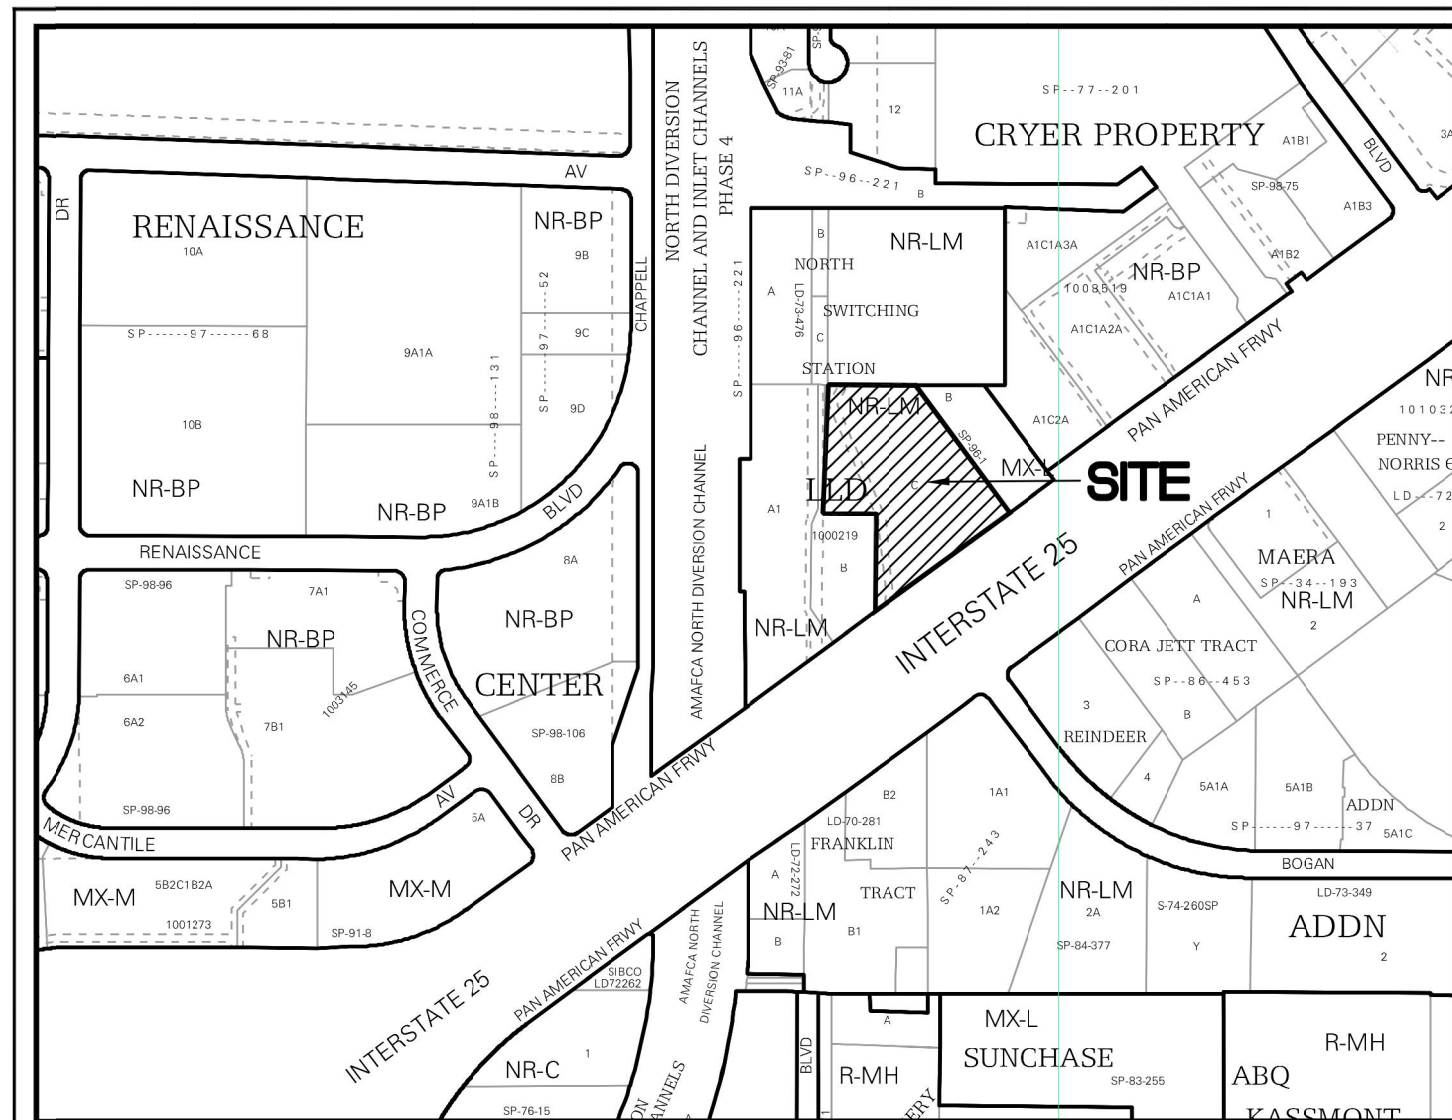 SP-93-81
11A
12
SP--77--201
CRYER PROPERTY
A1B1
BLVD
3A
AV
DR
RENAISSANCE
10A
NR-BP
9B
CHAPPELL
NORTH DIVERSION
CHANNEL AND INLET CHANNELS
PHASE 4
SP--96--221
B
SP-98-75
A1B3
A1B2
NR-LM
B
NORTH
A
LD-73-476
SWITCHING
C
STATION
SP-----96----221
A1C1A3A
NR-BP
1008519
A1C1A1
A1C1A2A
PAN AMERICAN FRWY
SP------97------68
9A1A
SP------97------52
9C
9D
SP-----98----131
10B
NR-BP
NR-BP
9A1B
BLVD
NR-LM
B
SP-96-1
A1C2A
MX-L
SITE
C
LLD
A1
1000219
B
NR-LM
AMAFCA NORTH DIVERSION CHANNEL
INTERSTATE 25
PAN AMERICAN FRWY
NR
10103
PENNY--
NORRIS
LD---72
2
1
MAERA
SP--34--193
NR-LM
2
A
CORA JETT TRACT
SP--86--453
B
3
REINDEER
4
5A1A
5A1B
ADDN
SP------97------37
5A1C
BOGAN
RENAISSANCE
SP-98-96
7A1
NR-BP
COMMERCE
8A
NR-BP
CENTER
6A1
6A2
7B1
1003145
SP-98-106
8B
SP-98-96
AV
DR
MERCANTILE
5A
PAN AMERICAN FRWY
MX-M
5B2C1B2A
1001273
5B1
MX-M
SP-91-8
B2
1A1
LD-70-281
FRANKLIN
SP-87--243
A
LD-72-272
TRACT
NR-LM
B
B1
1A2
NR-LM
2A
SP-84-377
S-74-260SP
Y
LD-73-349
ADDN
2
PAN AMERICAN FRWY
INTERSTATE 25
SIBCO
LD72262
AMAFCA NORTH
DIVERSION CHANNEL
NR-C
1
SP-76-15
BLVD
A
R-MH
MX-L
SUNCHASE
SP-83-255
R-MH
ABQ
KASSMONT